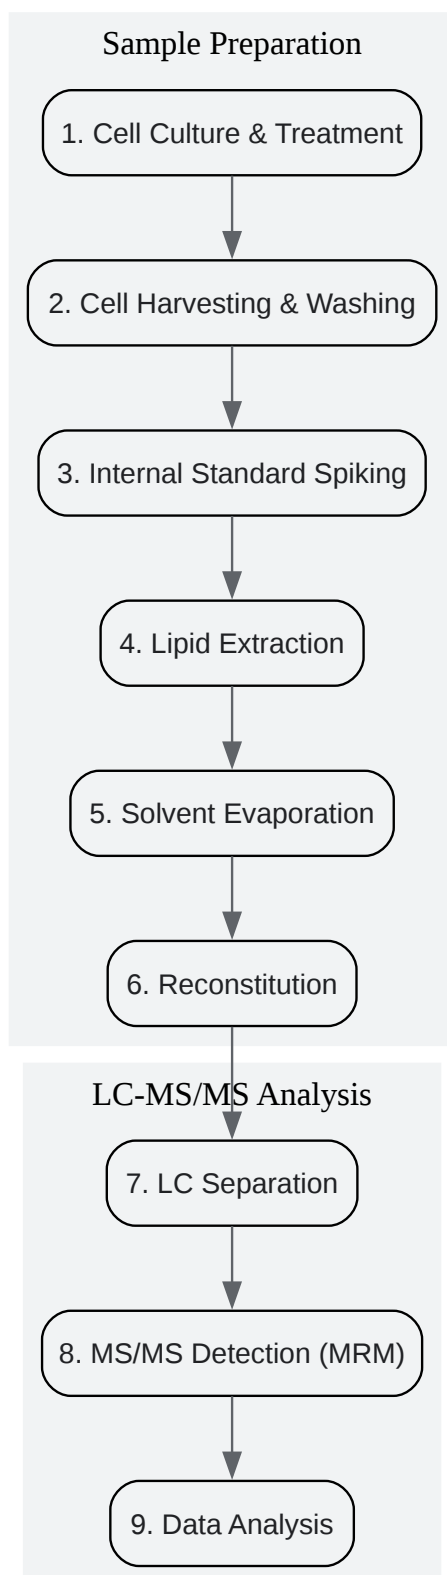 Sample Preparation
1. Cell Culture & Treatment
2. Cell Harvesting & Washing
3. Internal Standard Spiking
4. Lipid Extraction
5. Solvent Evaporation
6. Reconstitution
LC-MS/MS Analysis
7. LC Separation
8. MS/MS Detection (MRM)
9. Data Analysis